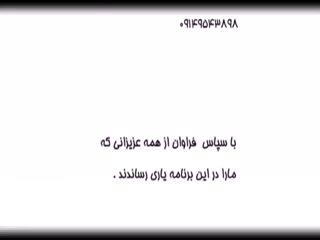 ۰۹۱۴۹۵۴۳۸۹۸
با سپاس فراوان از همه عزیزانی که
مارا در این برنامه یاری رساندند .